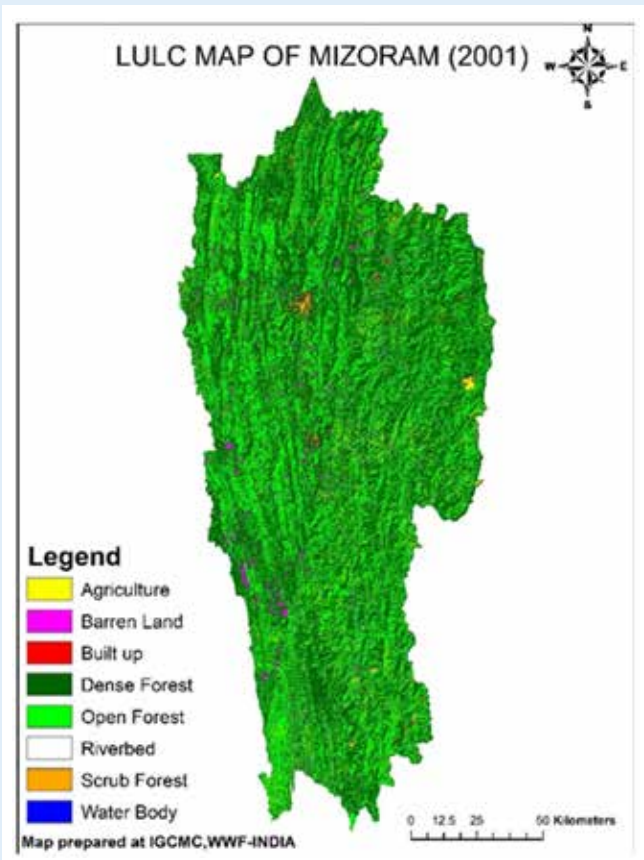 LULC MAP OF MIZORAM (2001)
N
W E
S
Legend
Agriculture
Barren Land
Built up
Dense Forest
Open Forest
Riverbed
Scrub Forest
Water Body
0 12.5 25 50 Kilometers
Map prepared at IGCMC,WWF-INDIA